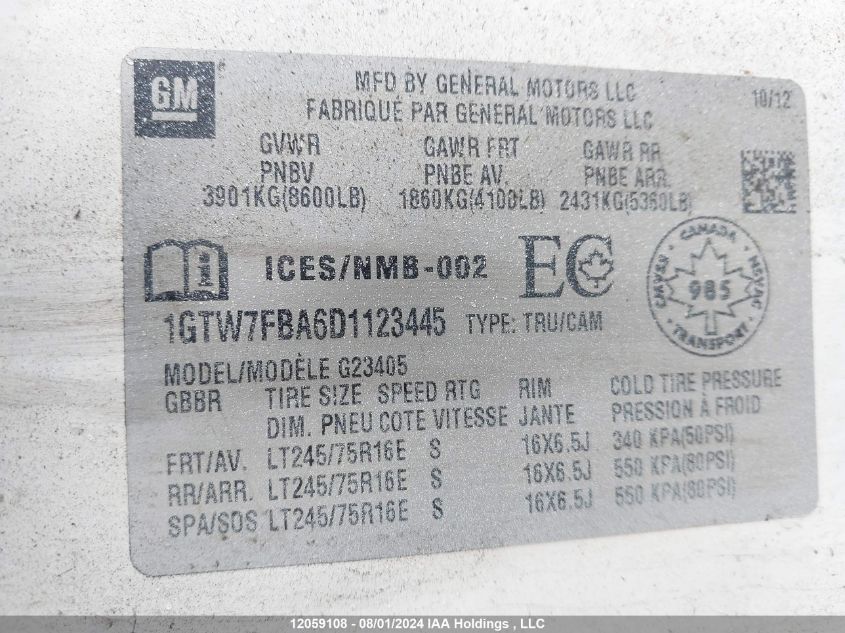 GM
MFD BY GENERAL MOTORS LLC
FABRIQUÉ PAR GENERAL MOTORS LLC
10/12
GVWR GAWR FRT GAWR RR
PNBV PNBE AV. PNBE ARR.
3901KG(8600LB) 1860KG(4100LB) 2431KG(5360LB)
i ICES/NMB-002 EC
CANADA
CMVSS NSVAC
985
TRANSPORT
1GTW7FBA6D1123445 TYPE: TRU/CAM
MODEL/MODÈLE G23405
GBBR TIRE SIZE SPEED RTG RIM COLD TIRE PRESSURE
DIM. PNEU COTE VITESSE JANTE PRESSION À FROID
FRT/AV. LT245/75R16E S 16X6.5J 340 KPA(50PSI)
RR/ARR. LT245/75R16E S 16X6.5J 550 KPA(80PSI)
SPA/SOS LT245/75R16E S 16X6.5J 550 KPA(80PSI)
12059108 - 08/01/2024 IAA Holdings , LLC